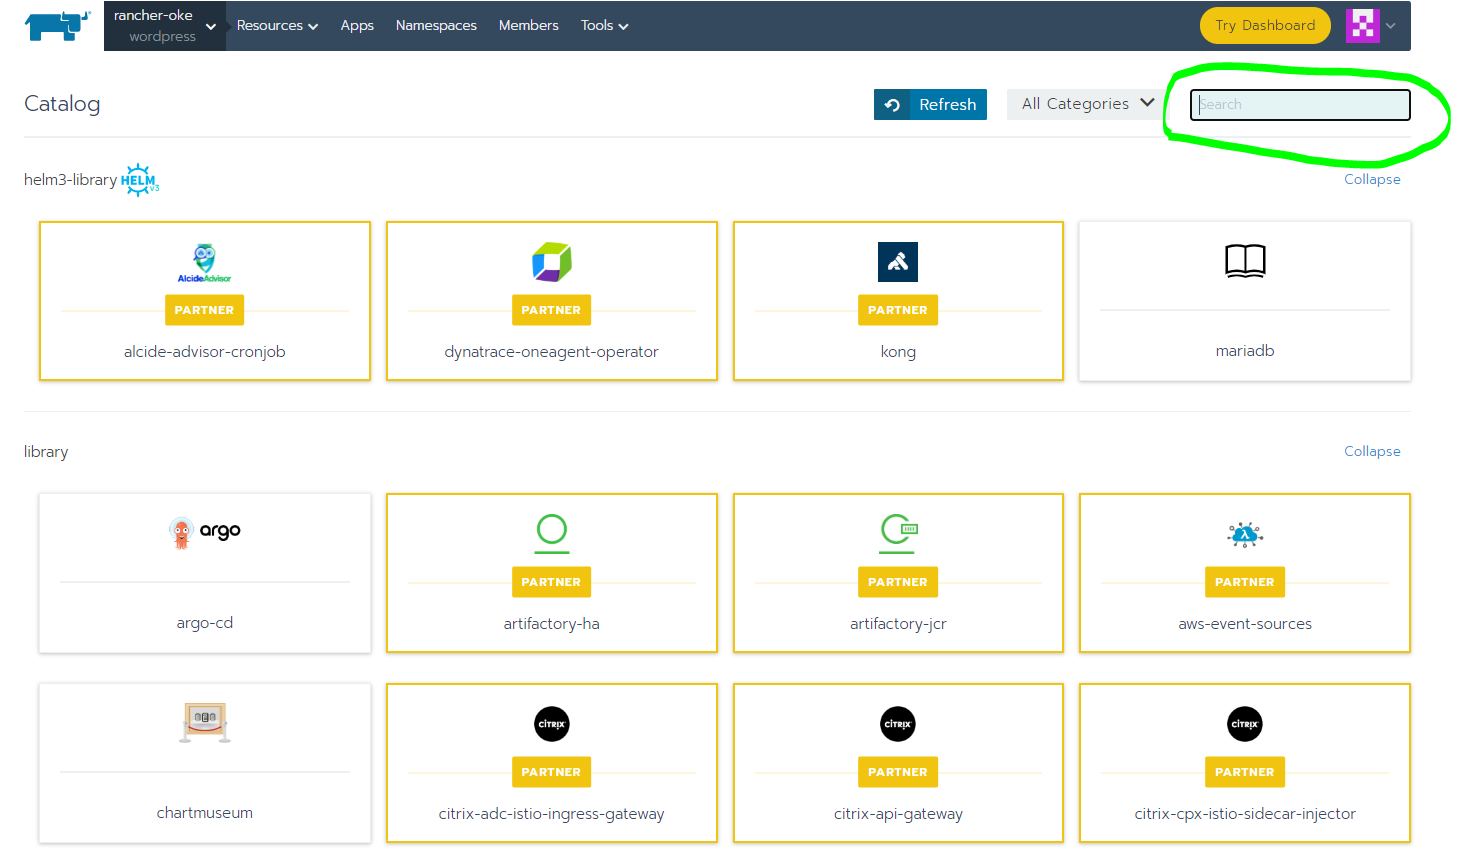 rancher-oke
wordpress
Resources Apps Namespaces Members Tools
Try Dashboard
Catalog
Refresh
All Categories
Search
helm3-library HELM V3
Collapse
AlcideAdvisor
PARTNER PARTNER PARTNER
alcide-advisor-cronjob dynatrace-oneagent-operator kong mariadb
library
Collapse
argo
PARTNER PARTNER PARTNER
argo-cd artifactory-ha artifactory-jcr aws-event-sources
CITRIX CITRIX CITRIX
PARTNER PARTNER PARTNER
chartmuseum citrix-adc-istio-ingress-gateway citrix-api-gateway citrix-cpx-istio-sidecar-injector